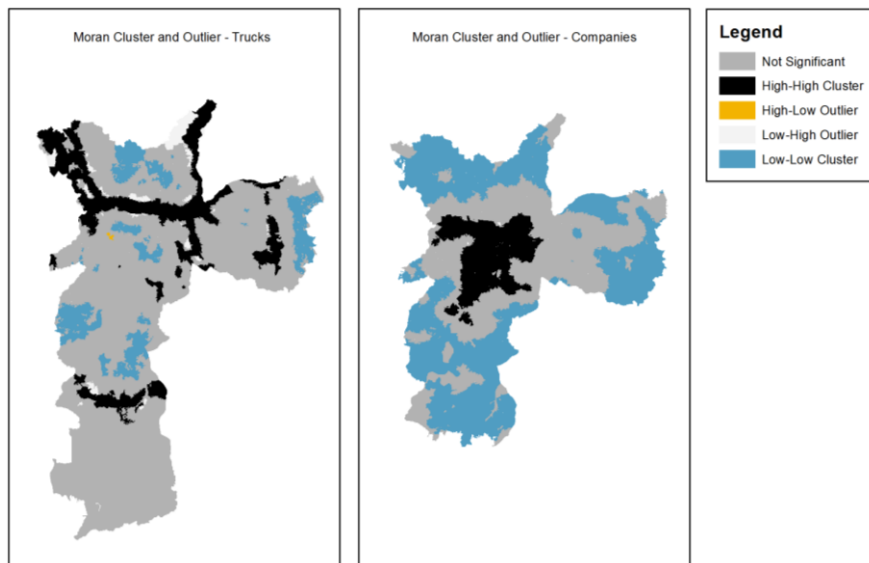 Moran Cluster and Outlier - Trucks
Moran Cluster and Outlier - Companies
Legend
Not Significant
High-High Cluster
High-Low Outlier
Low-High Outlier
Low-Low Cluster